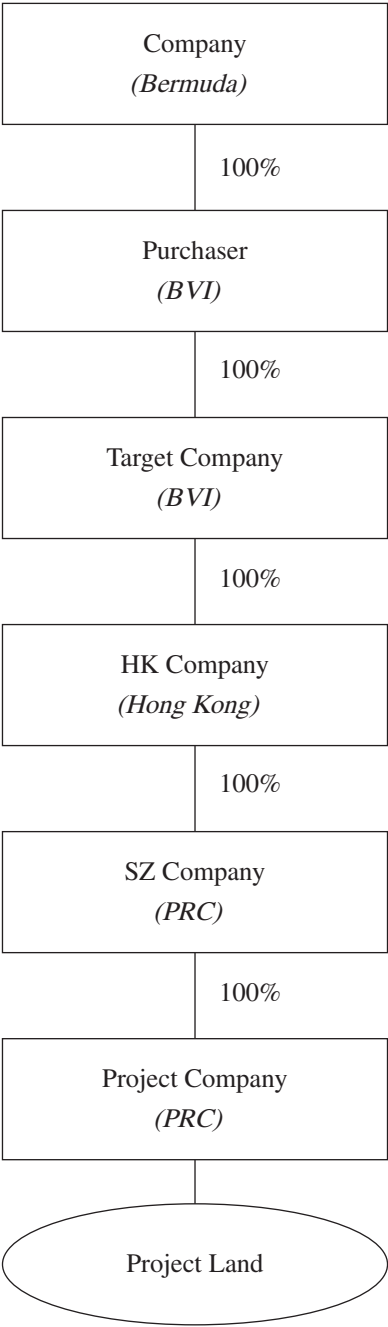 Company
(Bermuda)
100%
Purchaser
(BVI)
100%
Target Company
(BVI)
100%
HK Company
(Hong Kong)
100%
SZ Company
(PRC)
100%
Project Company
(PRC)
Project Land